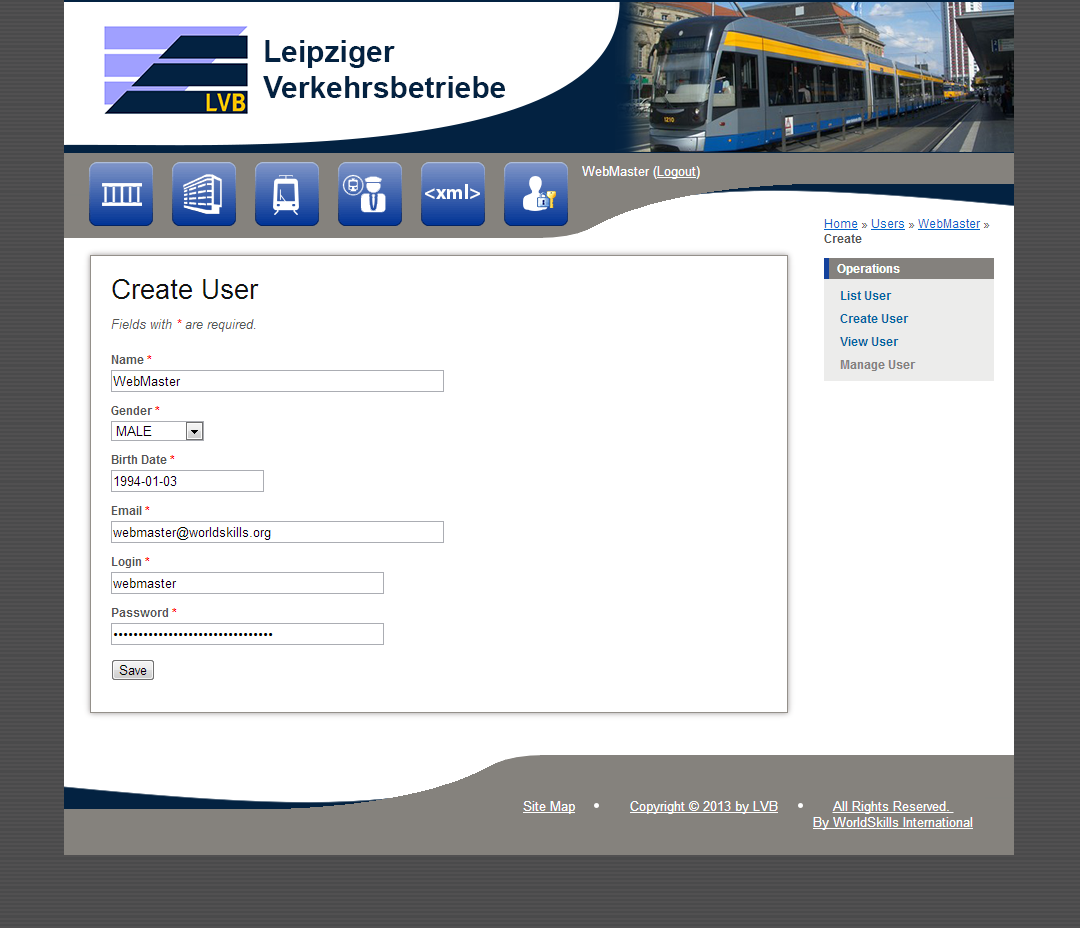 Leipziger
Verkehrsbetriebe
LVB
1210
<xml>
WebMaster (Logout)
Home » Users » WebMaster »
Create
Operations
List User
Create User
View User
Manage User
Create User
Fields with * are required.
Name *
WebMaster
Gender *
MALE
Birth Date *
1994-01-03
Email *
webmaster@worldskills.org
Login *
webmaster
Password *
••••••••••••••••••••••••••••••••
Save
Site Map • Copyright © 2013 by LVB • All Rights Reserved.
By WorldSkills International